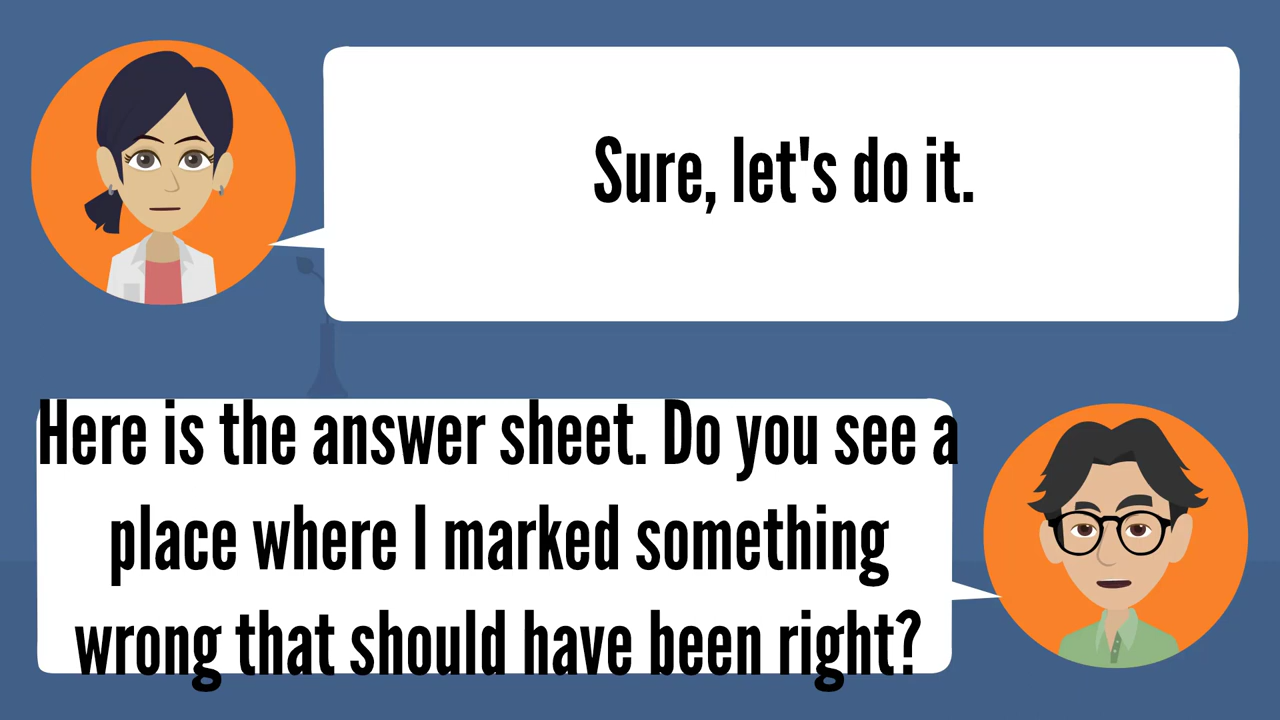 Sure, let's do it.
Here is the answer sheet. Do you see a
place where I marked something
wrong that should have been right?